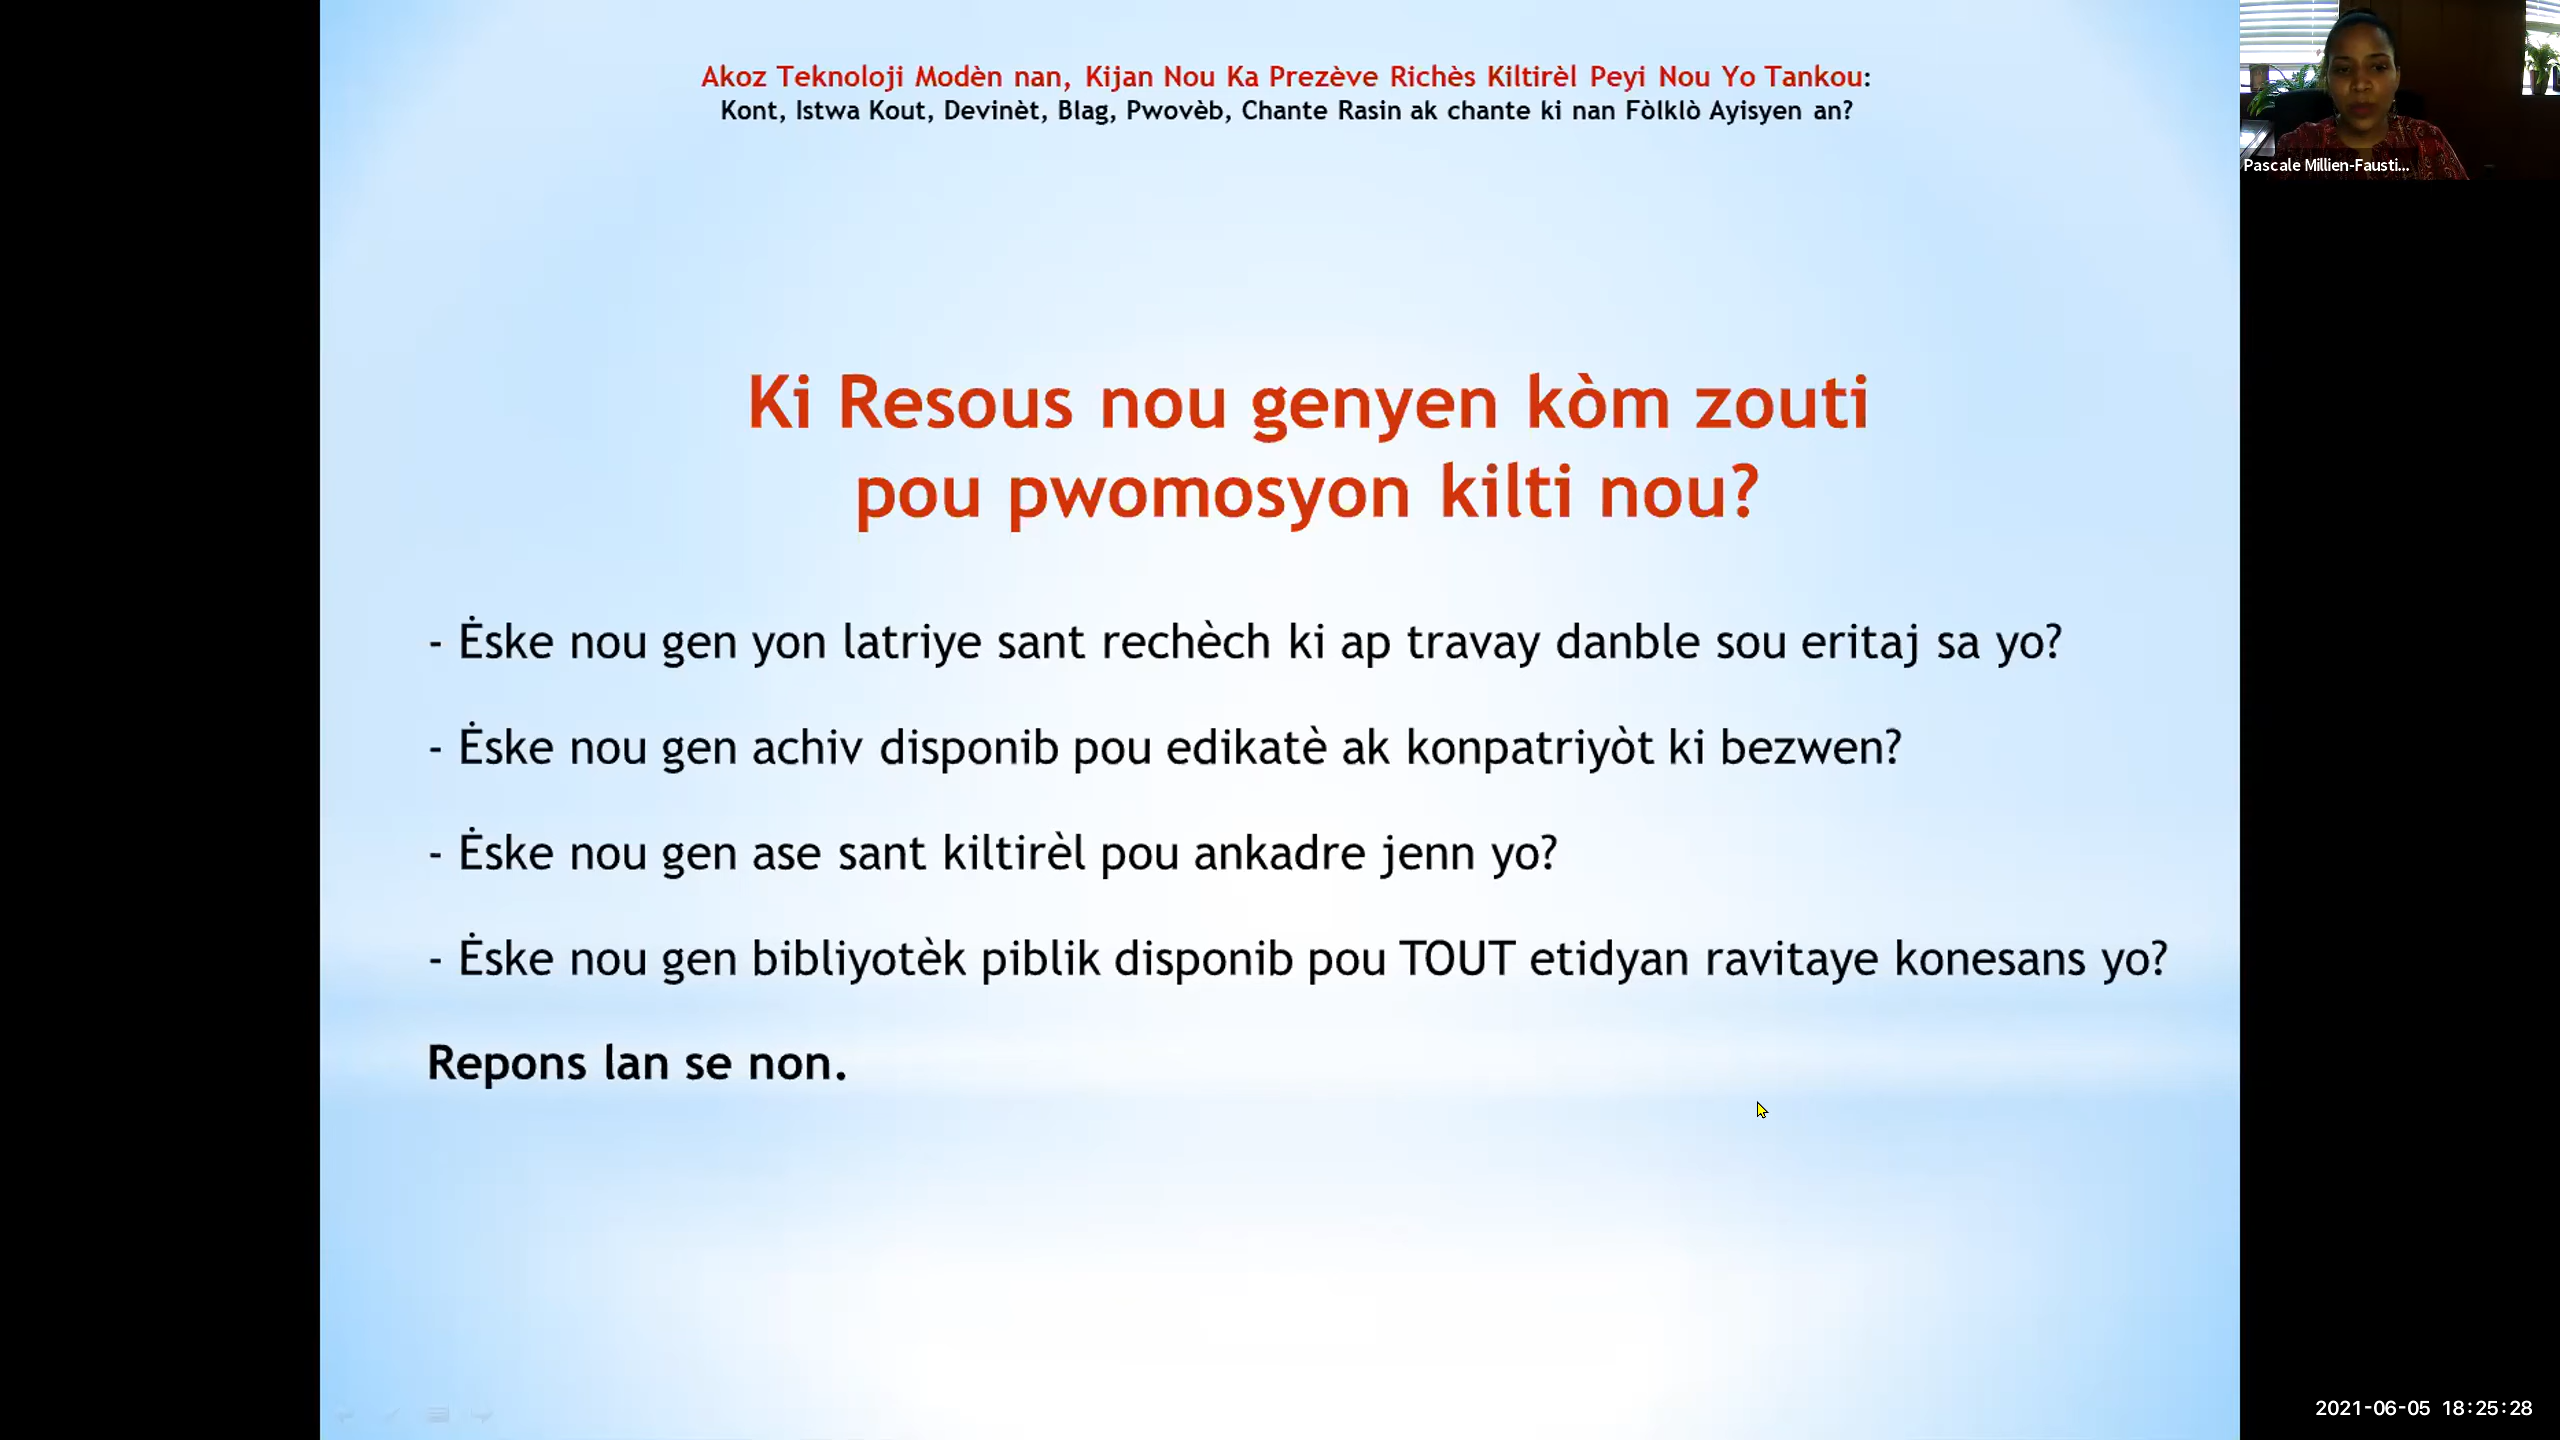 Akoz Teknoloji Modèn nan, Kijan Nou Ka Prezève Richès Kiltirèl Peyi Nou Yo Tankou:
Kont, Istwa Kout, Devinèt, Blag, Pwovèb, Chante Rasin ak chante ki nan Fòlklò Ayisyen an?
Pascale Millien-Fausti...
Ki Resous nou genyen kòm zouti
pou pwomosyon kilti nou?
- Ėske nou gen yon latriye sant rechèch ki ap travay danble sou eritaj sa yo?
- Ėske nou gen achiv disponib pou edikatè ak konpatriyòt ki bezwen?
- Ėske nou gen ase sant kiltirèl pou ankadre jenn yo?
- Ėske nou gen bibliyotèk piblik disponib pou TOUT etidyan ravitaye konesans yo?
Repons lan se non.
2021-06-05 18:25:28